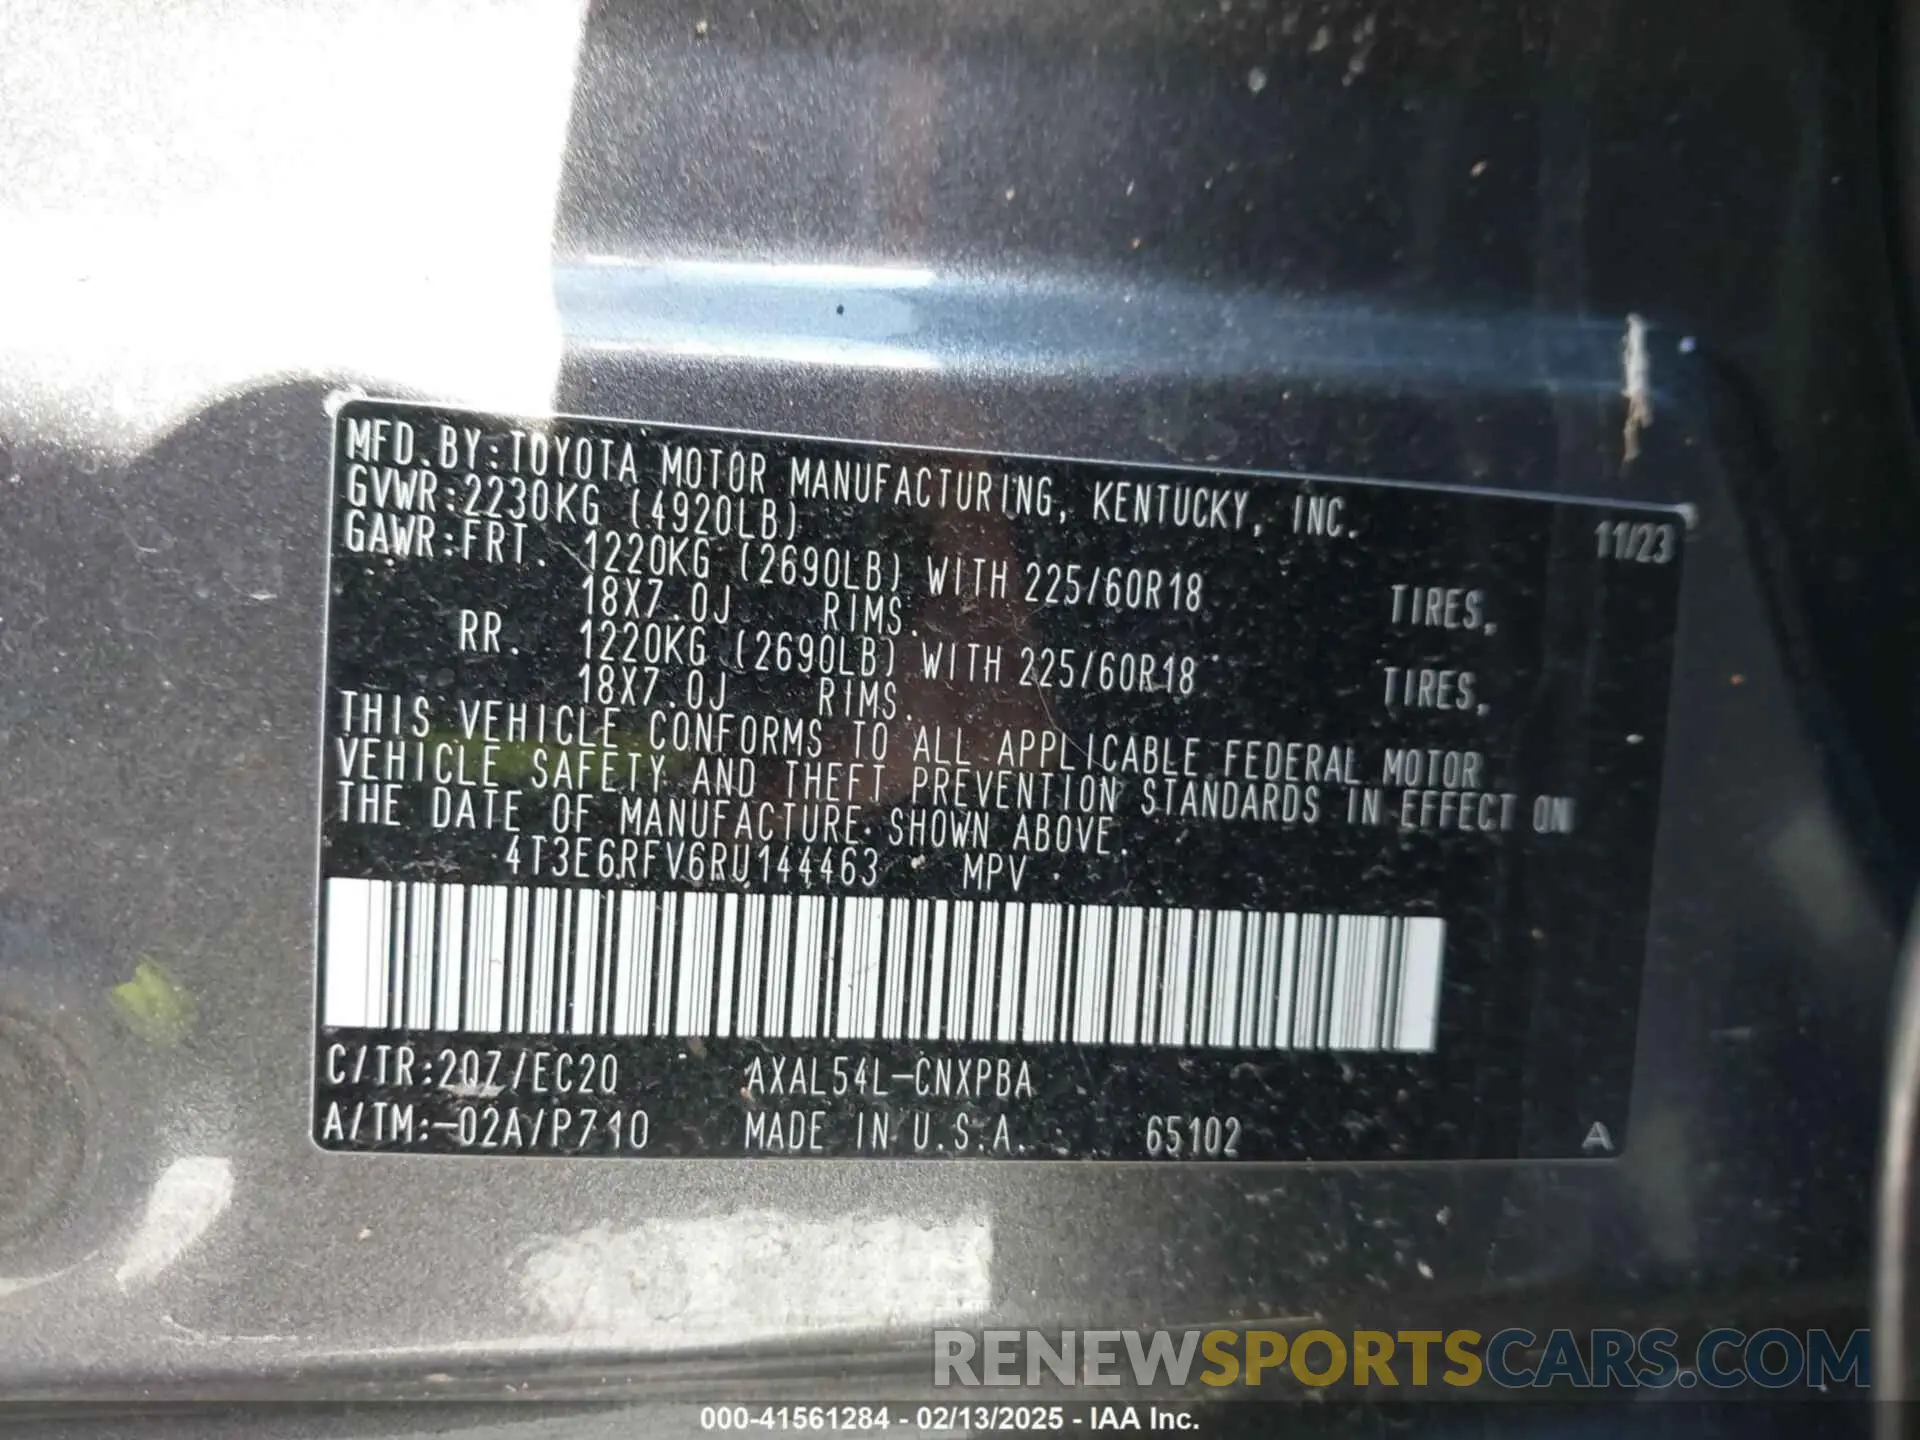 MFD.BY:TOYOTA MOTOR MANUFACTURING, KENTUCKY, INC.
GVWR:2230KG (4920LB) 11/23
GAWR:FRT. 1220KG (2690LB) WITH 225/60R18 TIRES,
18X7.0J RIMS.
RR. 1220KG (2690LB) WITH 225/60R18 TIRES,
18X7.0J RIMS.
THIS VEHICLE CONFORMS TO ALL APPLICABLE FEDERAL MOTOR
VEHICLE SAFETY AND THEFT PREVENTION STANDARDS IN EFFECT ON
THE DATE OF MANUFACTURE SHOWN ABOVE.
4T3E6RFV6RU144463 MPV
C/TR:2QZ/EC20 AXAL54L-CNXPBA
A/TM:-02A/P710 MADE IN U.S.A. 65102 A
RENEWSPORTSCARS.COM
000-41561284 - 02/13/2025 - IAA Inc.